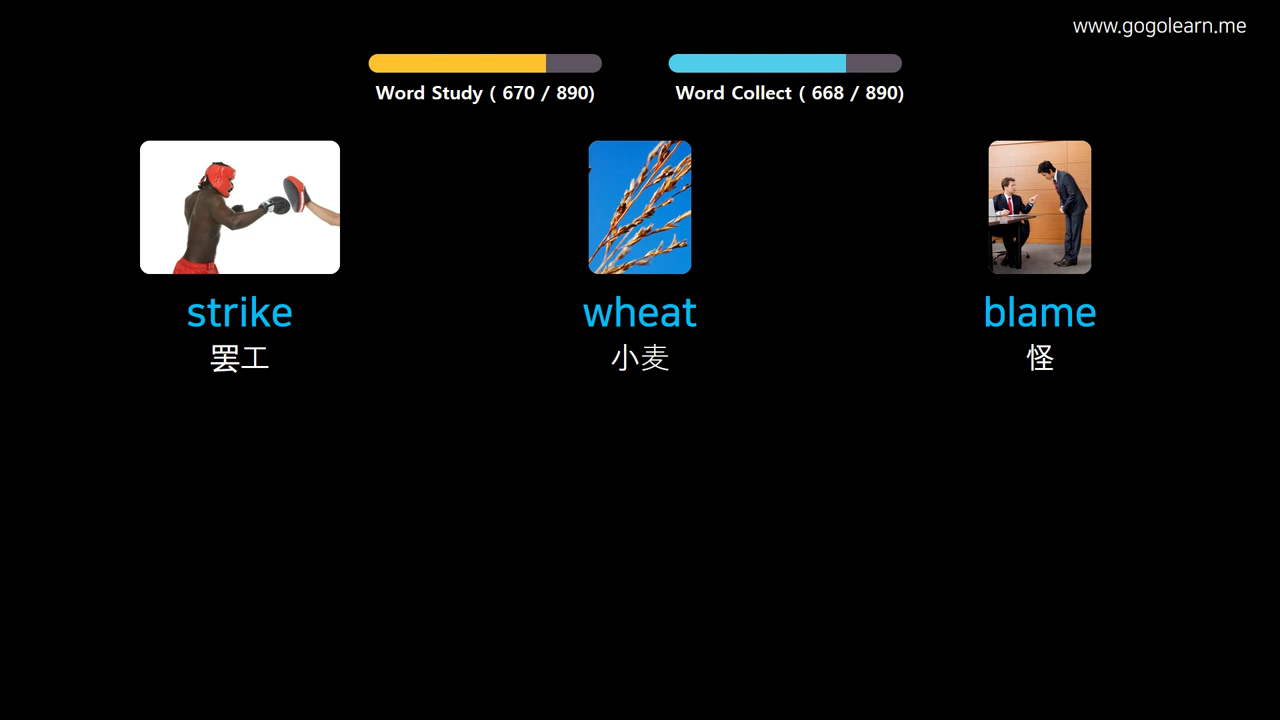 www.gogolearn.me
Word Study ( 670 / 890)
Word Collect ( 668 / 890)
strike
wheat
blame
罢工
小麦
怪